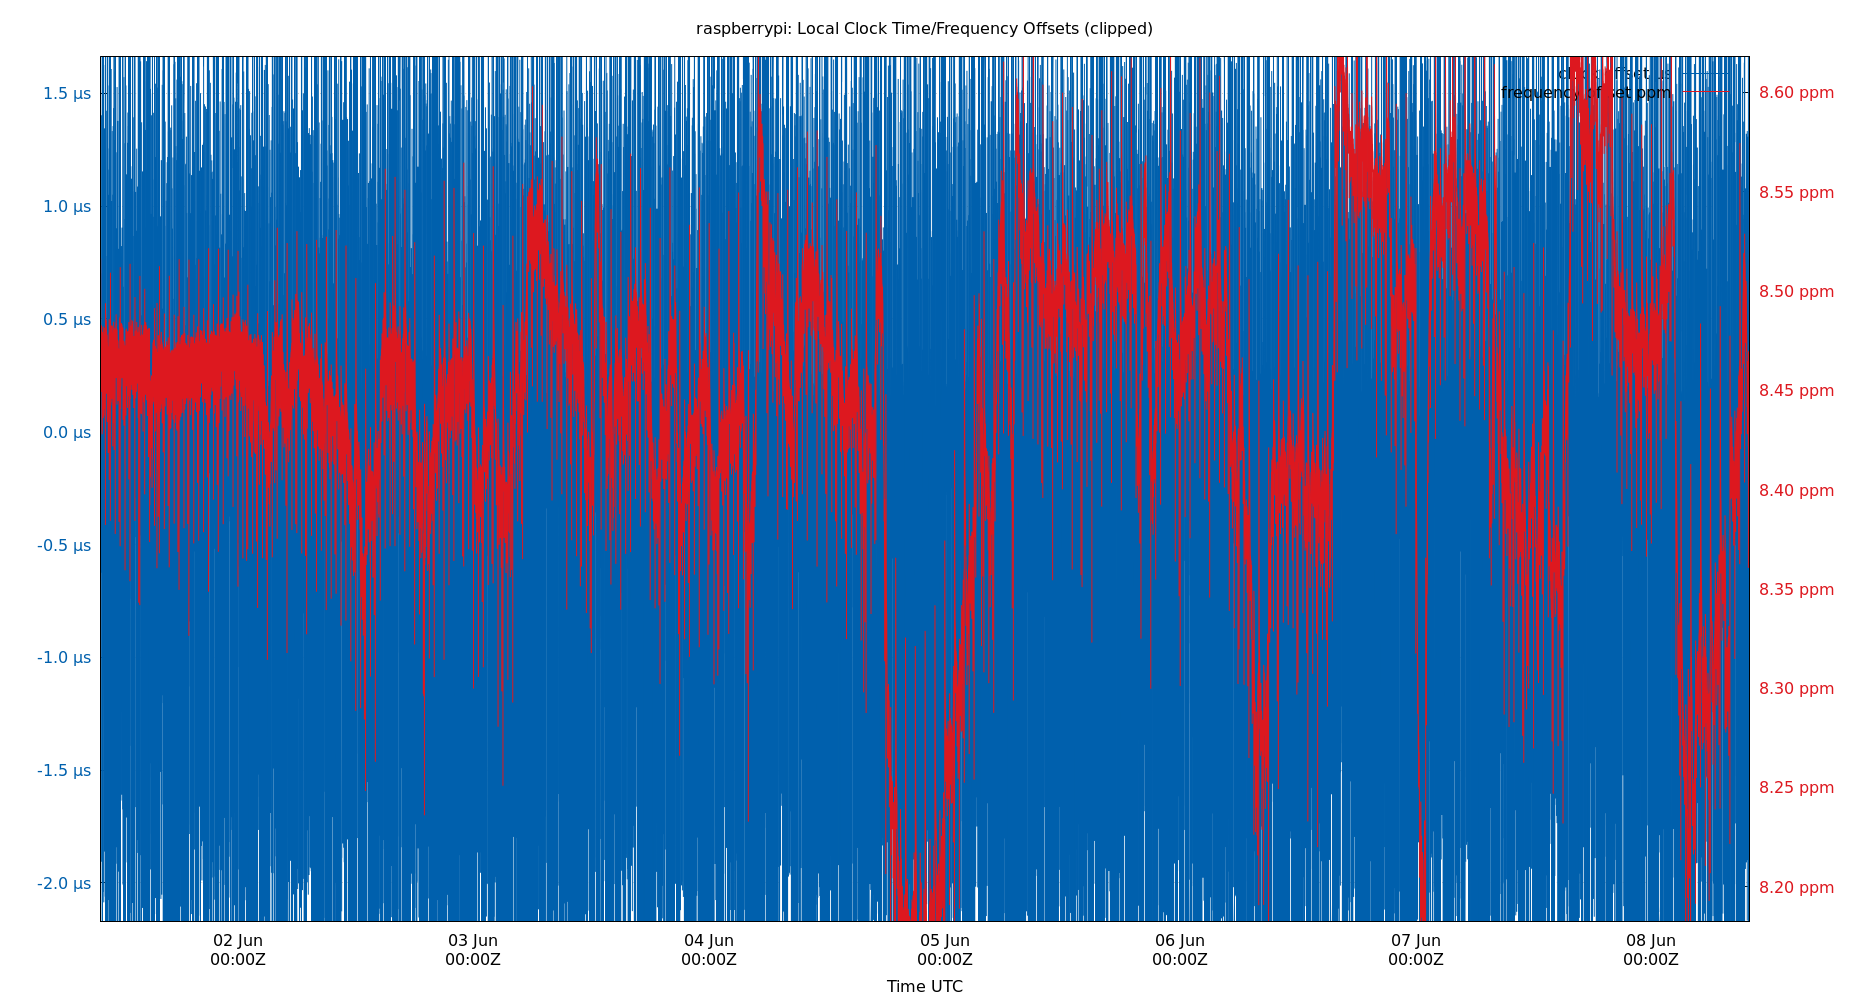 raspberrypi: Local Clock Time/Frequency Offsets (clipped)
clock offset µs
frequency offset ppm
1.5 µs
1.0 µs
0.5 µs
0.0 µs
-0.5 µs
-1.0 µs
-1.5 µs
-2.0 µs
8.60 ppm
8.55 ppm
8.50 ppm
8.45 ppm
8.40 ppm
8.35 ppm
8.30 ppm
8.25 ppm
8.20 ppm
02 Jun 03 Jun 04 Jun 05 Jun 06 Jun 07 Jun 08 Jun
00:00Z 00:00Z 00:00Z 00:00Z 00:00Z 00:00Z 00:00Z
Time UTC